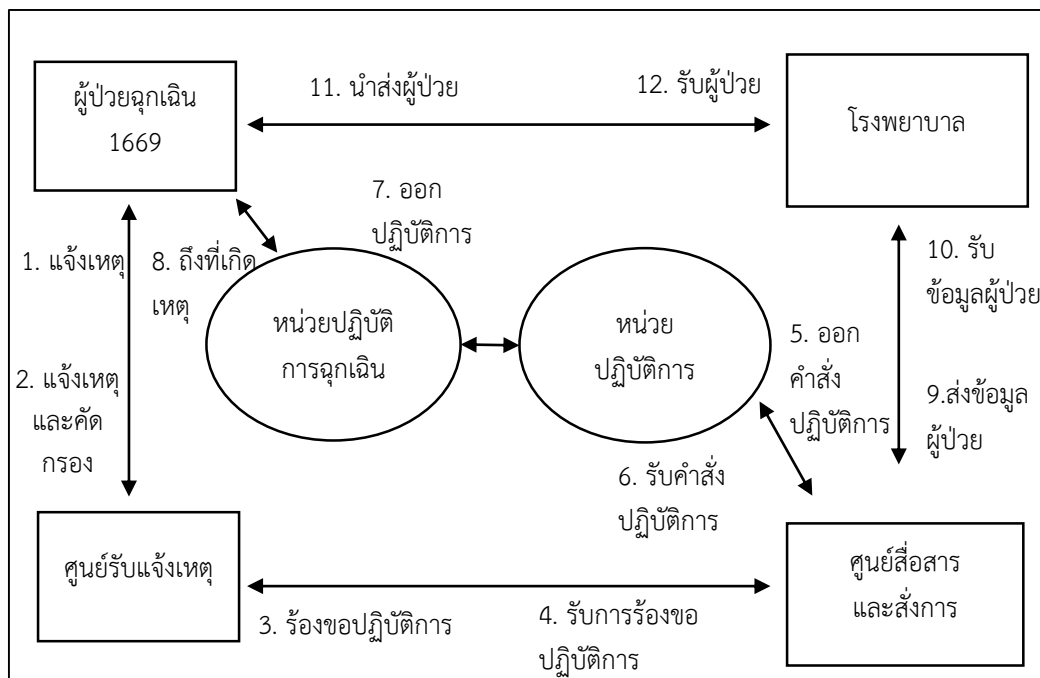 ผู้ป่วยฉุกเฉิน
1669
11. นำส่งผู้ป่วย
12. รับผู้ป่วย
โรงพยาบาล
7. ออก
ปฏิบัติการ
1. แจ้งเหตุ
8. ถึงที่เกิด
เหตุ
10. รับ
ข้อมูลผู้ป่วย
หน่วยปฏิบัติ
การฉุกเฉิน
หน่วย
ปฏิบัติการ
5. ออก
คำสั่ง
ปฏิบัติการ
2. แจ้งเหตุ
และคัด
กรอง
9.ส่งข้อมูล
ผู้ป่วย
6. รับคำสั่ง
ปฏิบัติการ
ศูนย์รับแจ้งเหตุ
ศูนย์สื่อสาร
และสั่งการ
3. ร้องขอปฏิบัติการ
4. รับการร้องขอ
ปฏิบัติการ